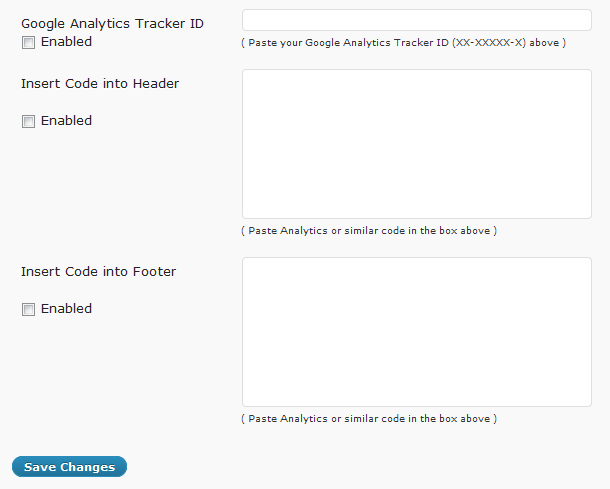 Google Analytics Tracker ID
Enabled
( Paste your Google Analytics Tracker ID (XX-XXXXX-X) above )
Insert Code into Header
Enabled
( Paste Analytics or similar code in the box above )
Insert Code into Footer
Enabled
( Paste Analytics or similar code in the box above )
Save Changes